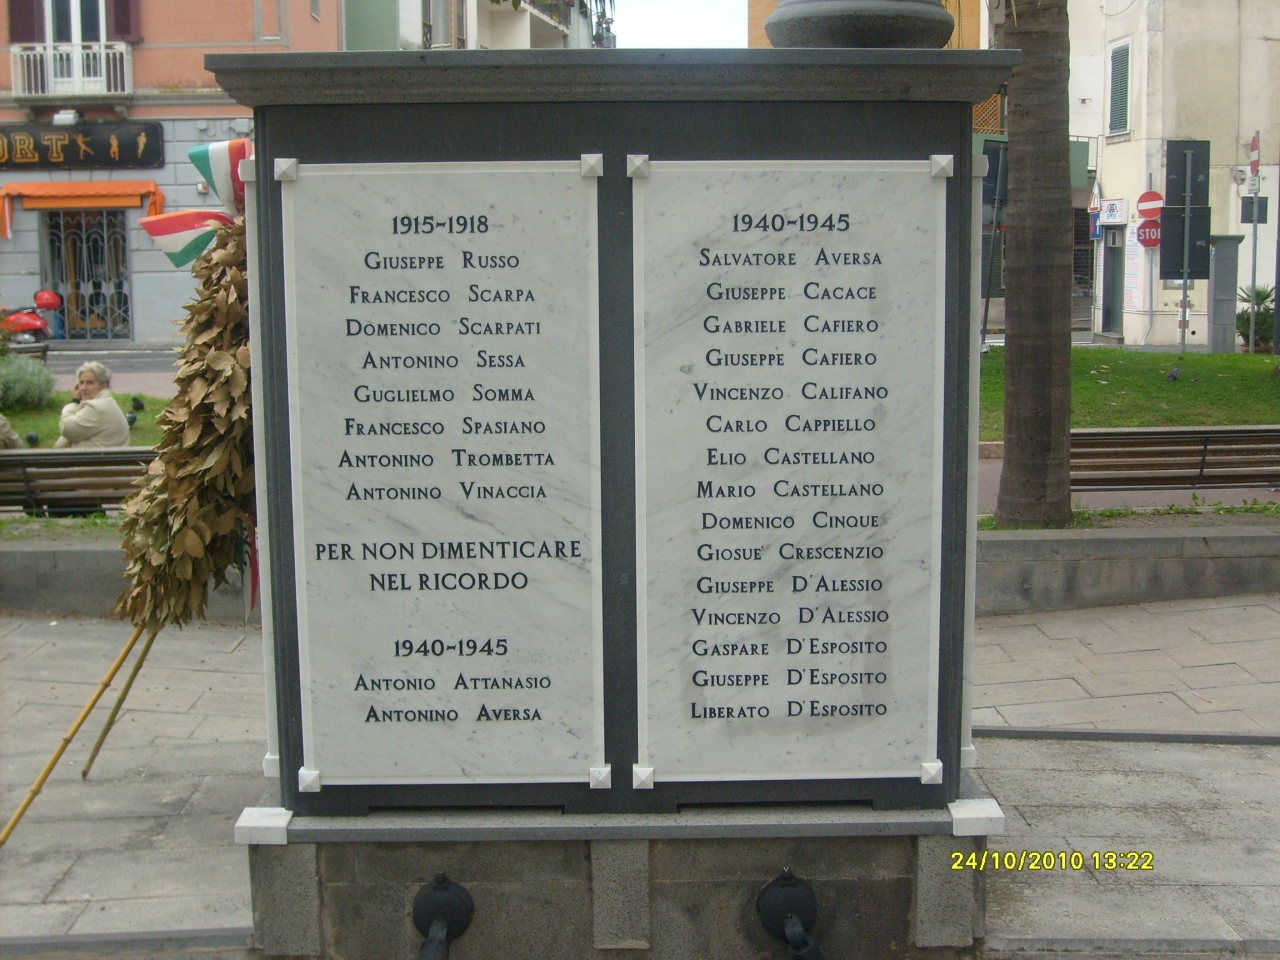 1915-1918
GIUSEPPE RUSSO
FRANCESCO SCARPA
DOMENICO SCARPATI
ANTONINO SESSA
GUGLIELMO SOMMA
FRANCESCO SPASIANO
ANTONINO TROMBETTA
ANTONINO VINACCIA
PER NON DIMENTICARE
NEL RICORDO
1940-1945
ANTONIO ATTANASIO
ANTONINO AVERSA
1940-1945
SALVATORE AVERSA
GIUSEPPE CACACE
GABRIELE CAFIERO
GIUSEPPE CAFIERO
VINCENZO CALIFANO
CARLO CAPPIELLO
ELIO CASTELLANO
MARIO CASTELLANO
DOMENICO CINQUE
GIOSUE' CRESCENZIO
GIUSEPPE D'ALESSIO
VINCENZO D'ALESSIO
GASPARE D'ESPOSITO
GIUSEPPE D'ESPOSITO
LIBERATO D'ESPOSITO
ORT
STOP
24/10/2010 13:22